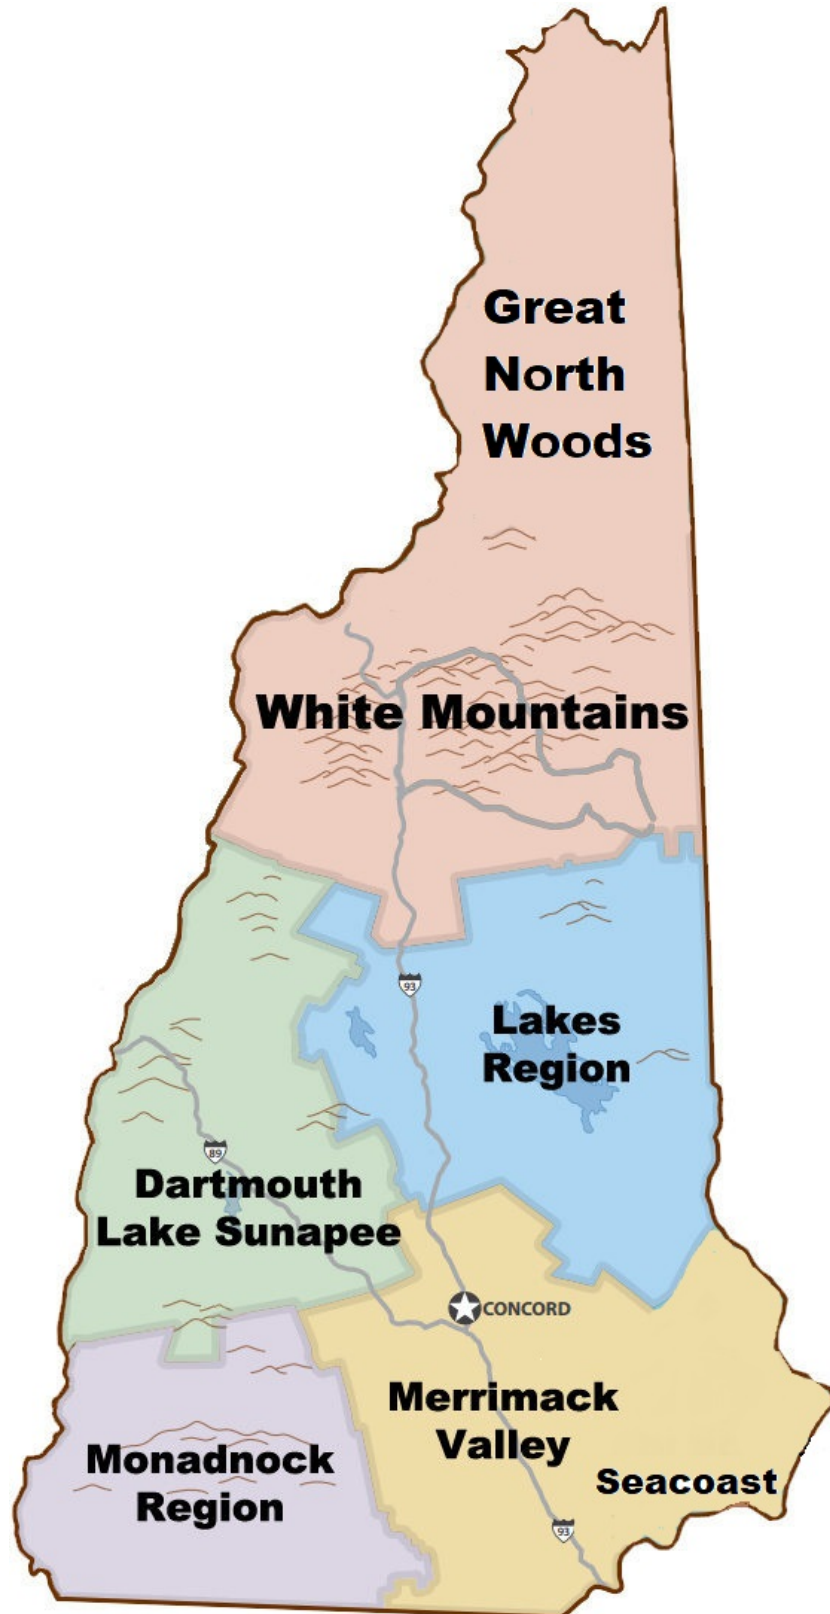 Great
North
Woods
White Mountains
93
Lakes
Region
89
Dartmouth
Lake Sunapee
CONCORD
Merrimack
Valley
Monadnock
Region
Seacoast
93